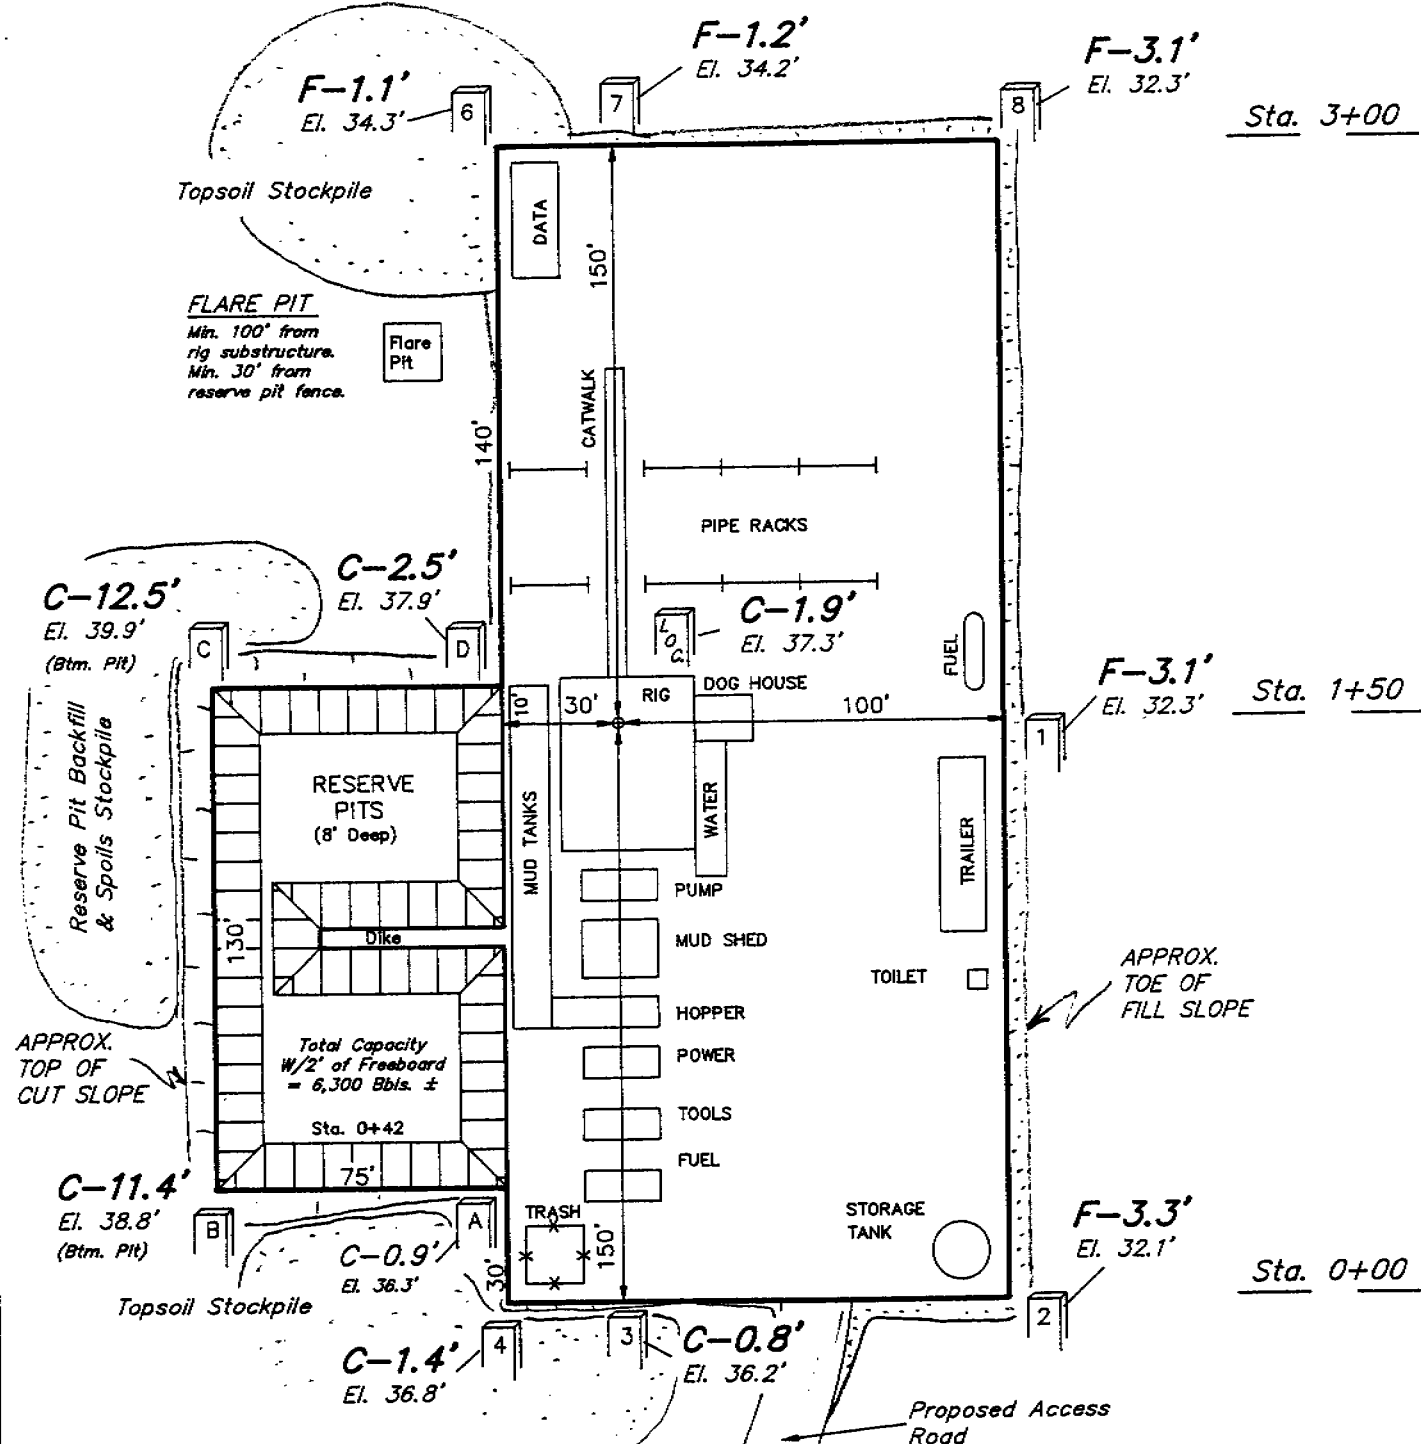 F-1.2'
El. 34.2'
F-3.1'
El. 32.3'
F-1.1'
El. 34.3'
6
7
8
Sta. 3+00
Topsoil Stockpile
DATA
150'
FLARE PIT
Min. 100' from
rig substructure.
Min. 30' from
reserve pit fence.
Flare
Pit
CATWALK
140'
PIPE RACKS
C-12.5'
El. 39.9'
(Btm. Pit)
C-2.5'
El. 37.9'
C
D
LOC.
C-1.9'
El. 37.3'
FUEL
F-3.1'
El. 32.3'
Sta. 1+50
RIG
DOG HOUSE
10'
30'
100'
1
Reserve Pit Backfill
& Spoils Stockpile
RESERVE
PITS
(8' Deep)
MUD TANKS
WATER
TRAILER
PUMP
130'
Dike
MUD SHED
TOILET
APPROX.
TOE OF
FILL SLOPE
HOPPER
APPROX.
TOP OF
CUT SLOPE
Total Capacity
W/2' of Freeboard
= 6,300 Bbls. ±
POWER
Sta. 0+42
TOOLS
75'
FUEL
C-11.4'
El. 38.8'
(Btm. Pit)
B
A
C-0.9'
El. 36.3'
TRASH
30'
150'
STORAGE
TANK
F-3.3'
El. 32.1'
Sta. 0+00
Topsoil Stockpile
4
3
2
C-1.4'
El. 36.8'
C-0.8'
El. 36.2'
Proposed Access
Road